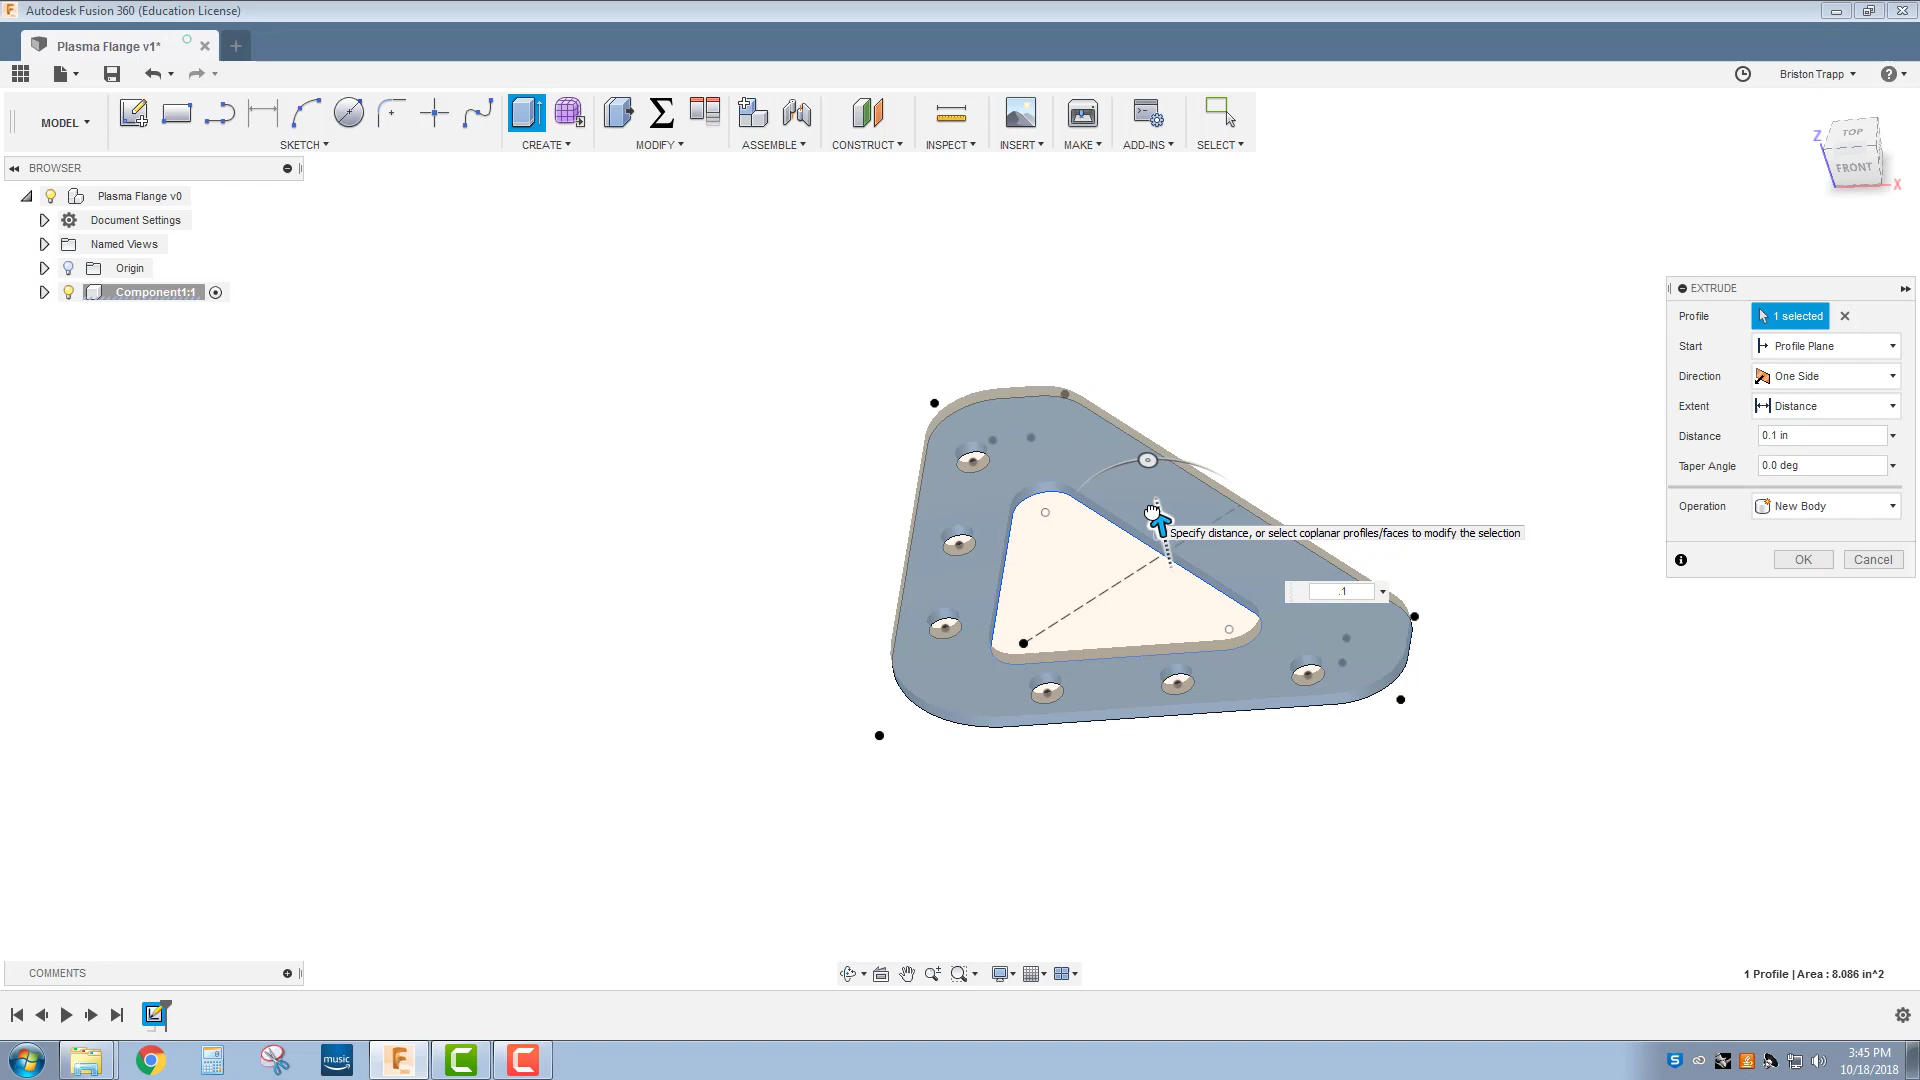 Autodesk Fusion 360 (Education License)
Plasma Flange v1*
Briston Trapp
MODEL
SKETCH
CREATE
MODIFY
ASSEMBLE
CONSTRUCT
INSPECT
INSERT
MAKE
ADD-INS
SELECT
TOP
FRONT
Z
X
BROWSER
Plasma Flange v0
Document Settings
Named Views
Origin
Component1:1
EXTRUDE
Profile 1 selected
Start Profile Plane
Direction One Side
Extent Distance
Distance 0.1 in
Taper Angle 0.0 deg
Operation New Body
OK Cancel
Specify distance, or select coplanar profiles/faces to modify the selection
.1
COMMENTS
1 Profile | Area : 8.086 in^2
music
3:45 PM
10/18/2018